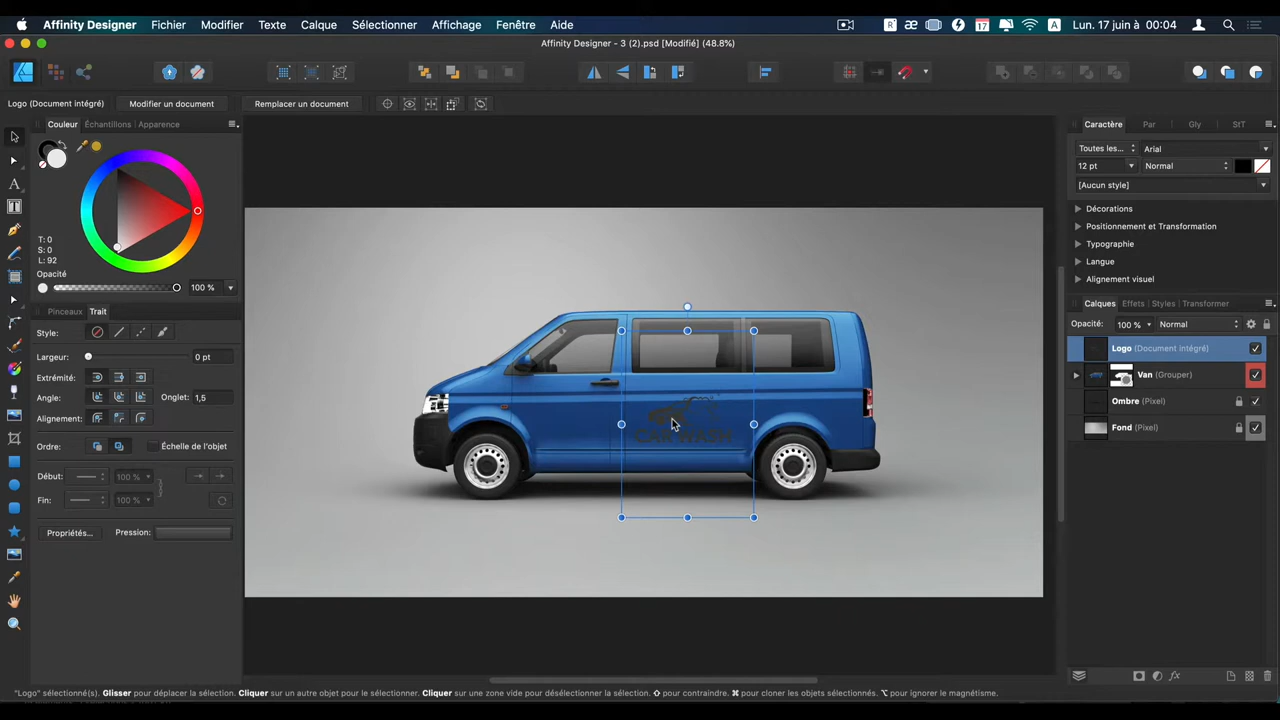 Affinity Designer Fichier Modifier Texte Calque Sélectionner Affichage Fenêtre Aide 17 A Lun. 17 juin à 00:04
Affinity Designer - 3 (2).psd [Modifié] (48.8%)
Logo (Document intégré) Modifier un document Remplacer un document
Couleur Échantillons Apparence
T: 0
S: 0
L: 92
Opacité
100 %
Pinceaux Trait
Style:
Largeur: 0 pt
Extrémité:
Angle: Onglet: 1,5
Alignement:
Ordre: Échelle de l'objet
Début: 100 %
Fin: 100 %
Propriétés... Pression:
CAR WASH
Caractère Par Gly StT
Toutes les... Arial
12 pt Normal
[Aucun style]
Décorations
Positionnement et Transformation
Typographie
Langue
Alignement visuel
Calques Effets Styles Transformer
Opacité: 100 % Normal
Logo (Document intégré)
Van (Grouper)
Ombre (Pixel)
Fond (Pixel)
"Logo" sélectionné(s). Glisser pour déplacer la sélection. Cliquer sur un autre objet pour le sélectionner. Cliquer sur une zone vide pour désélectionner la sélection. ⇧ pour contraindre. ⌘ pour cloner les objets sélectionnés. ⌥ pour ignorer le magnétisme.